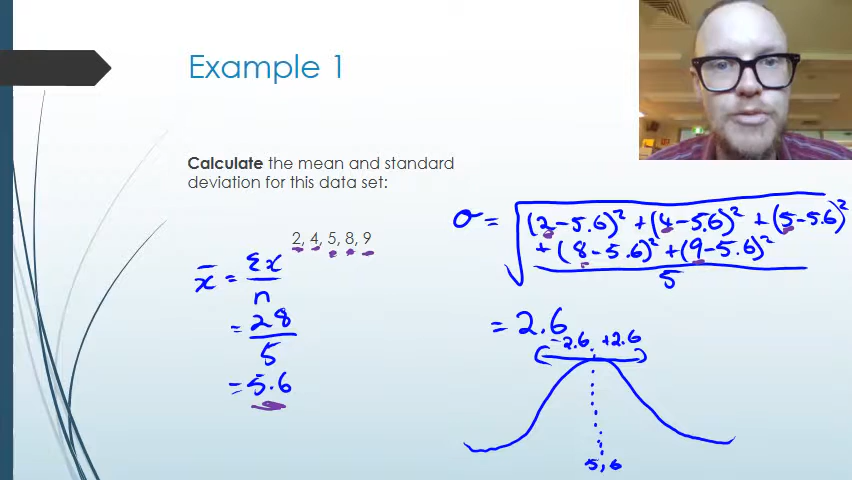 Example 1
Calculate the mean and standard
deviation for this data set:
2, 4, 5, 8, 9
x̄ = Σx / n
= 28 / 5
= 5.6
σ = √((2-5.6)² + (4-5.6)² + (5-5.6)²
+ (8-5.6)² + (9-5.6)² / 5
= 2.6
-2.6 +2.6
5,6